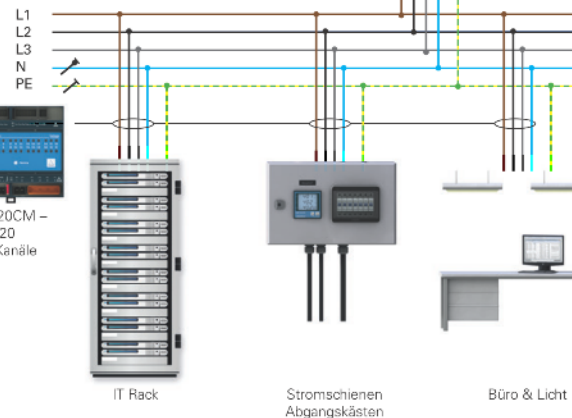 L1
L2
L3
N
PE
20CM –
20
Kanäle
IT Rack
Stromschienen
Abgangskästen
Büro & Licht